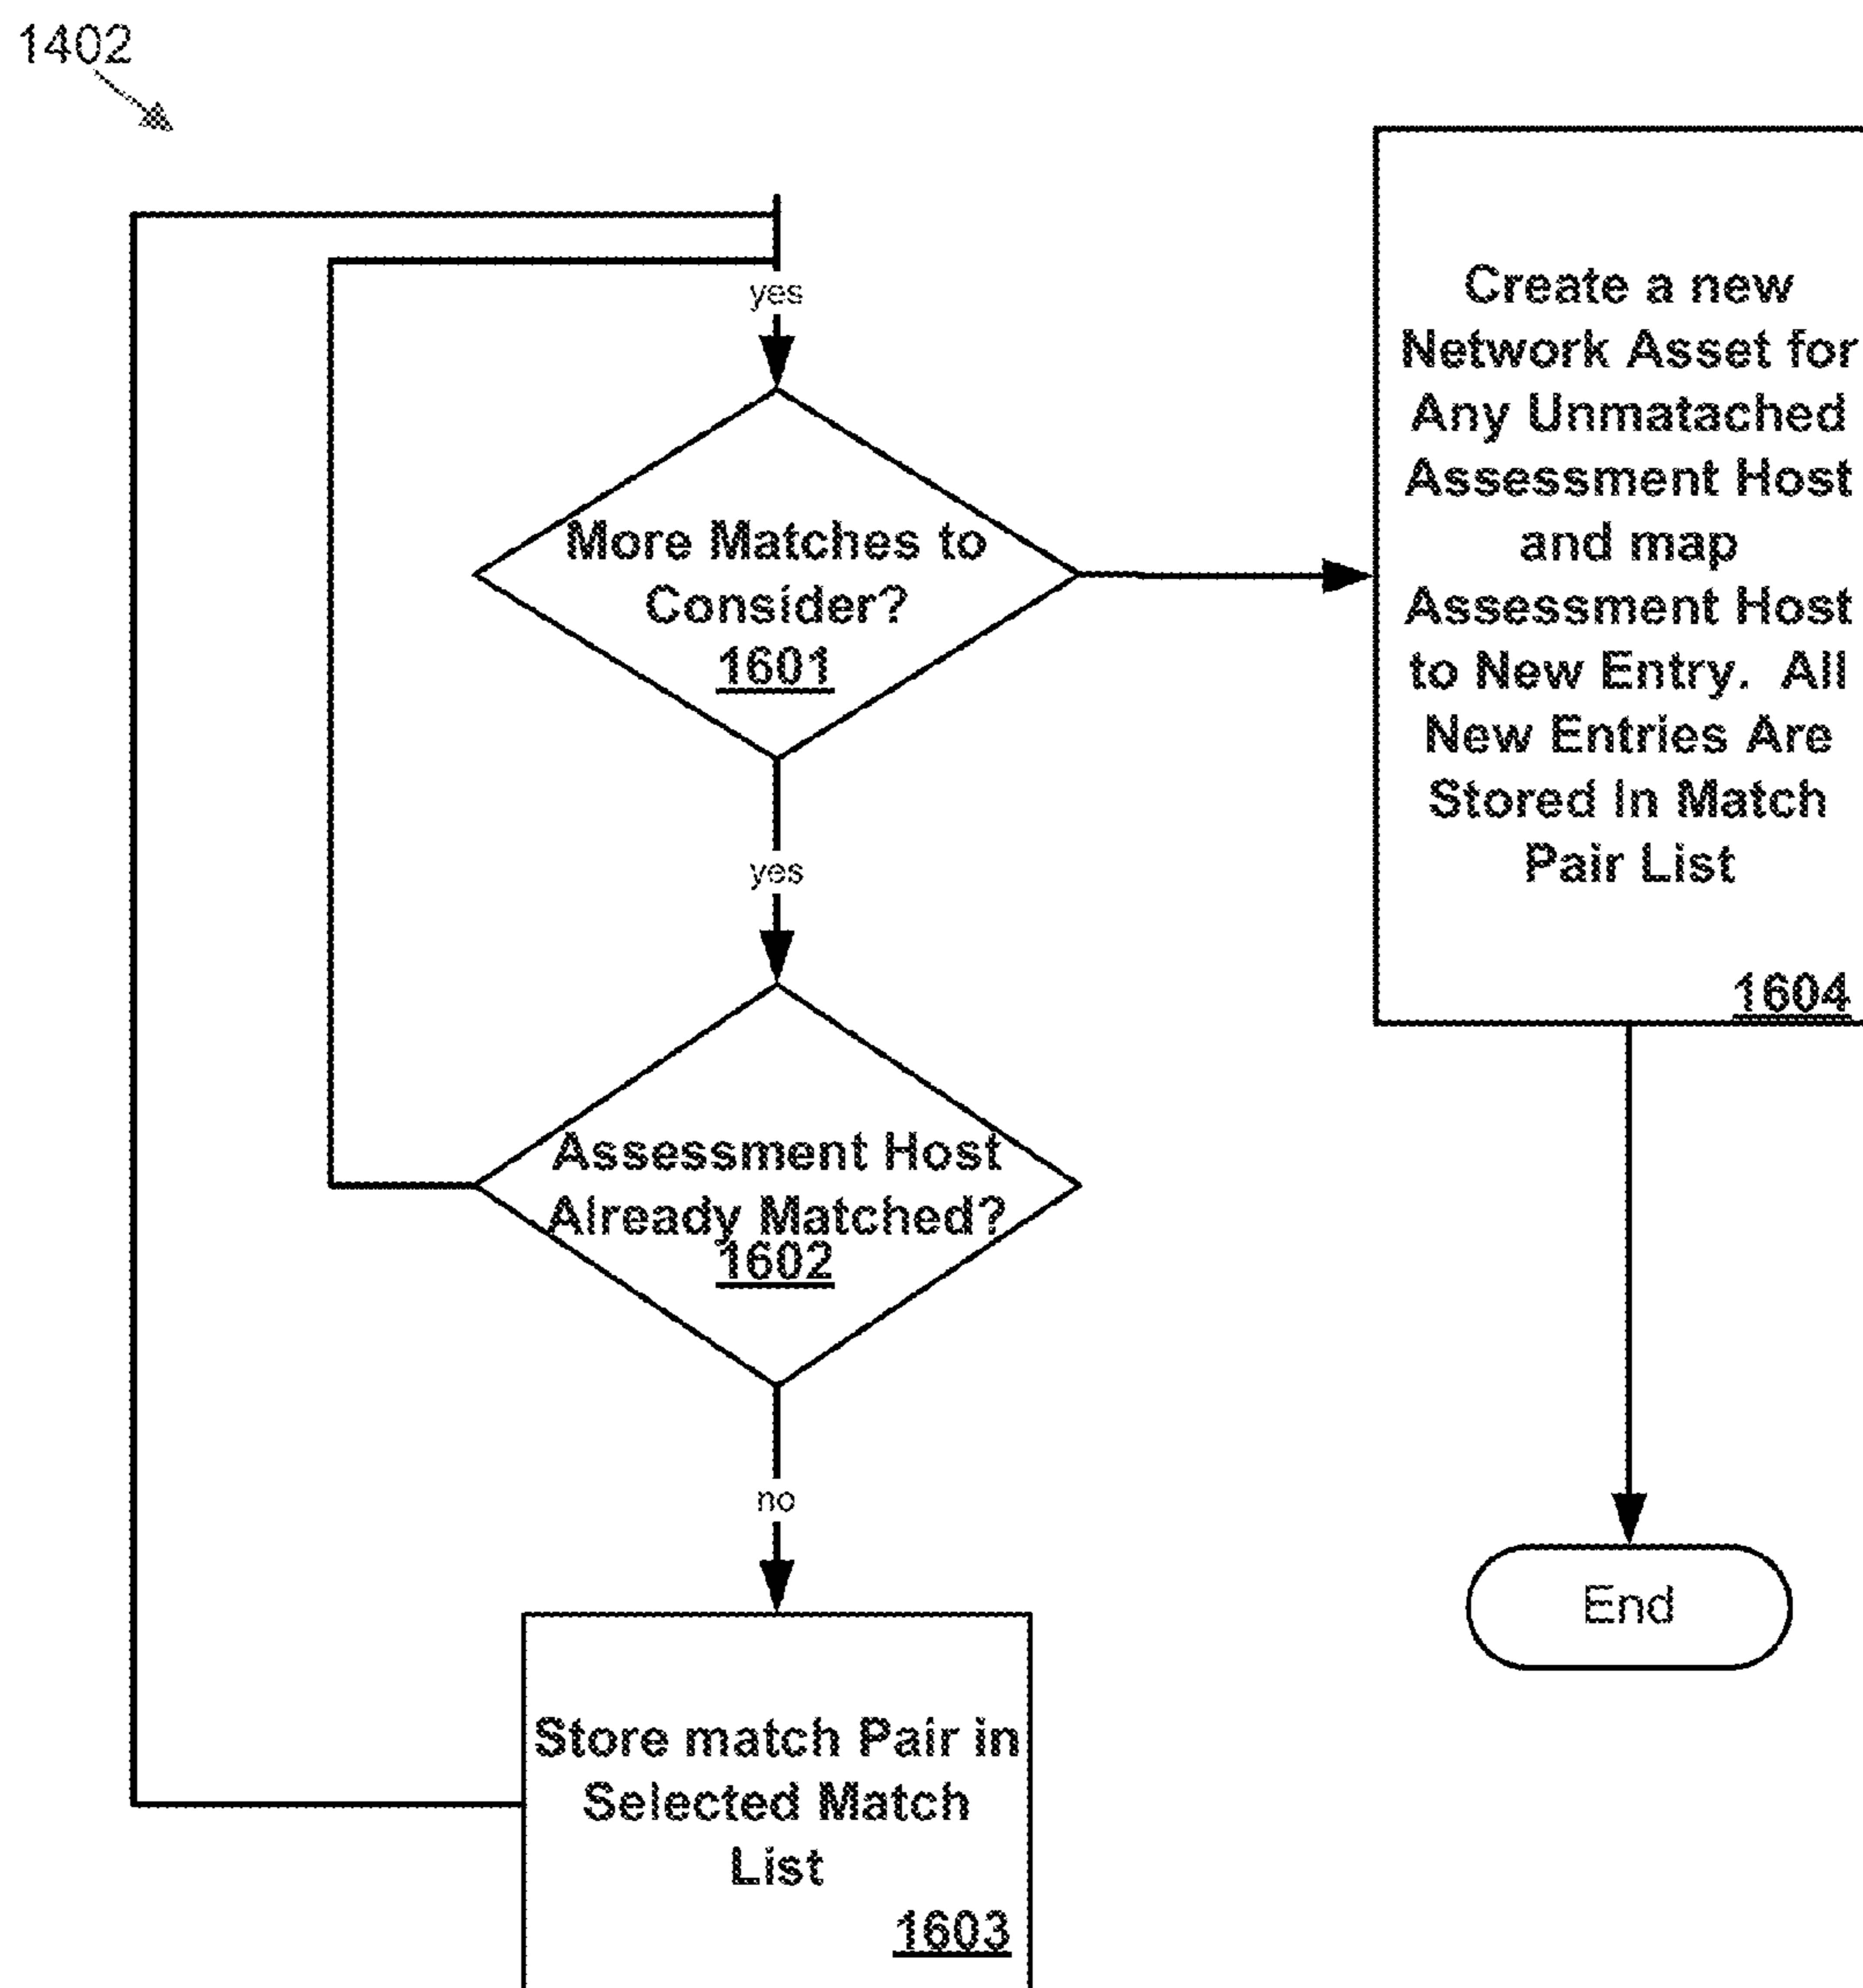 1402
yes
More Matches to
Consider?
1601
yes
Assessment Host
Already Matched?
1602
no
Store match Pair in
Selected Match
List
1603
Create a new
Network Asset for
Any Unmatached
Assessment Host
and map
Assessment Host
to New Entry. All
New Entries Are
Stored In Match
Pair List
1604
End